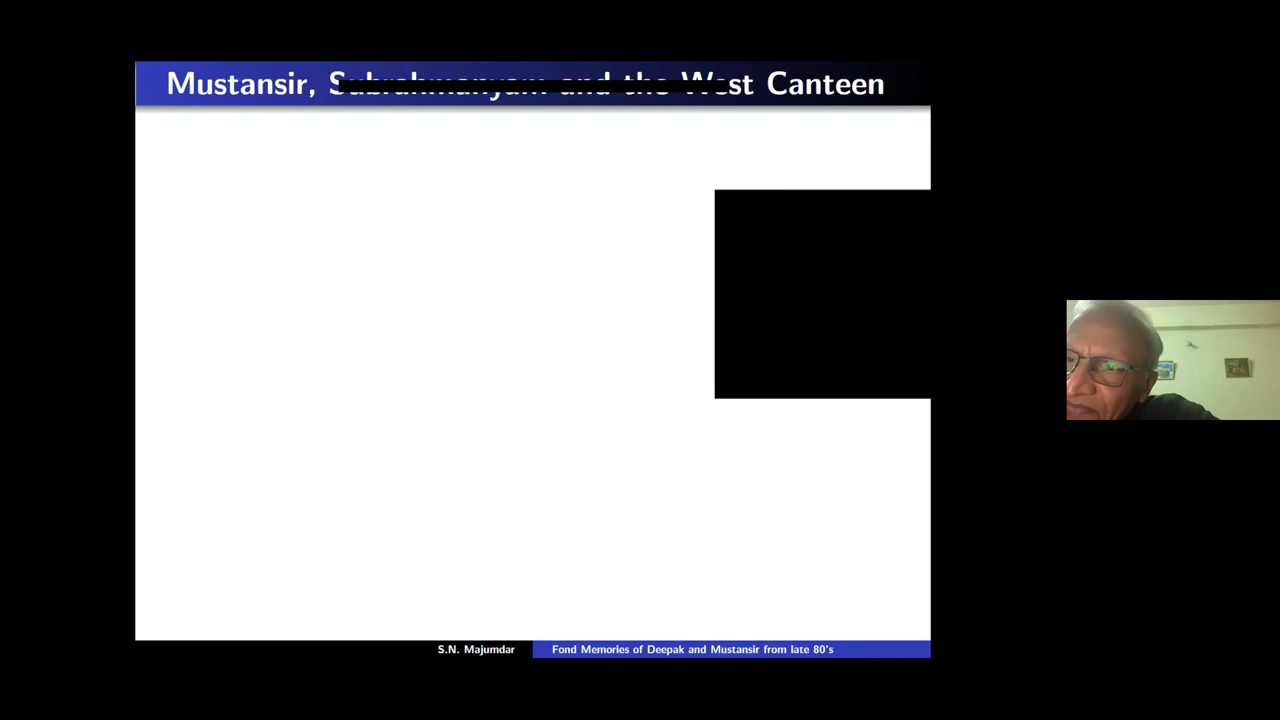 Mustansir, Subrahmanyam and the West Canteen
S.N. Majumdar
Fond Memories of Deepak and Mustansir from late 80's